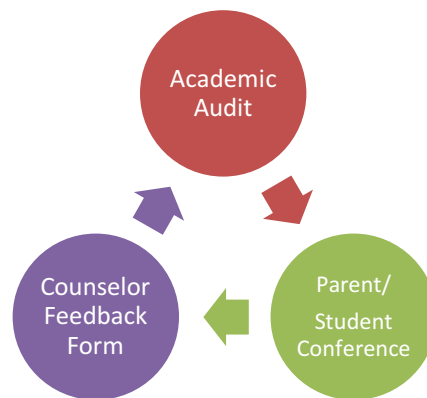 Academic
Audit
Parent/
Student
Conference
Counselor
Feedback
Form